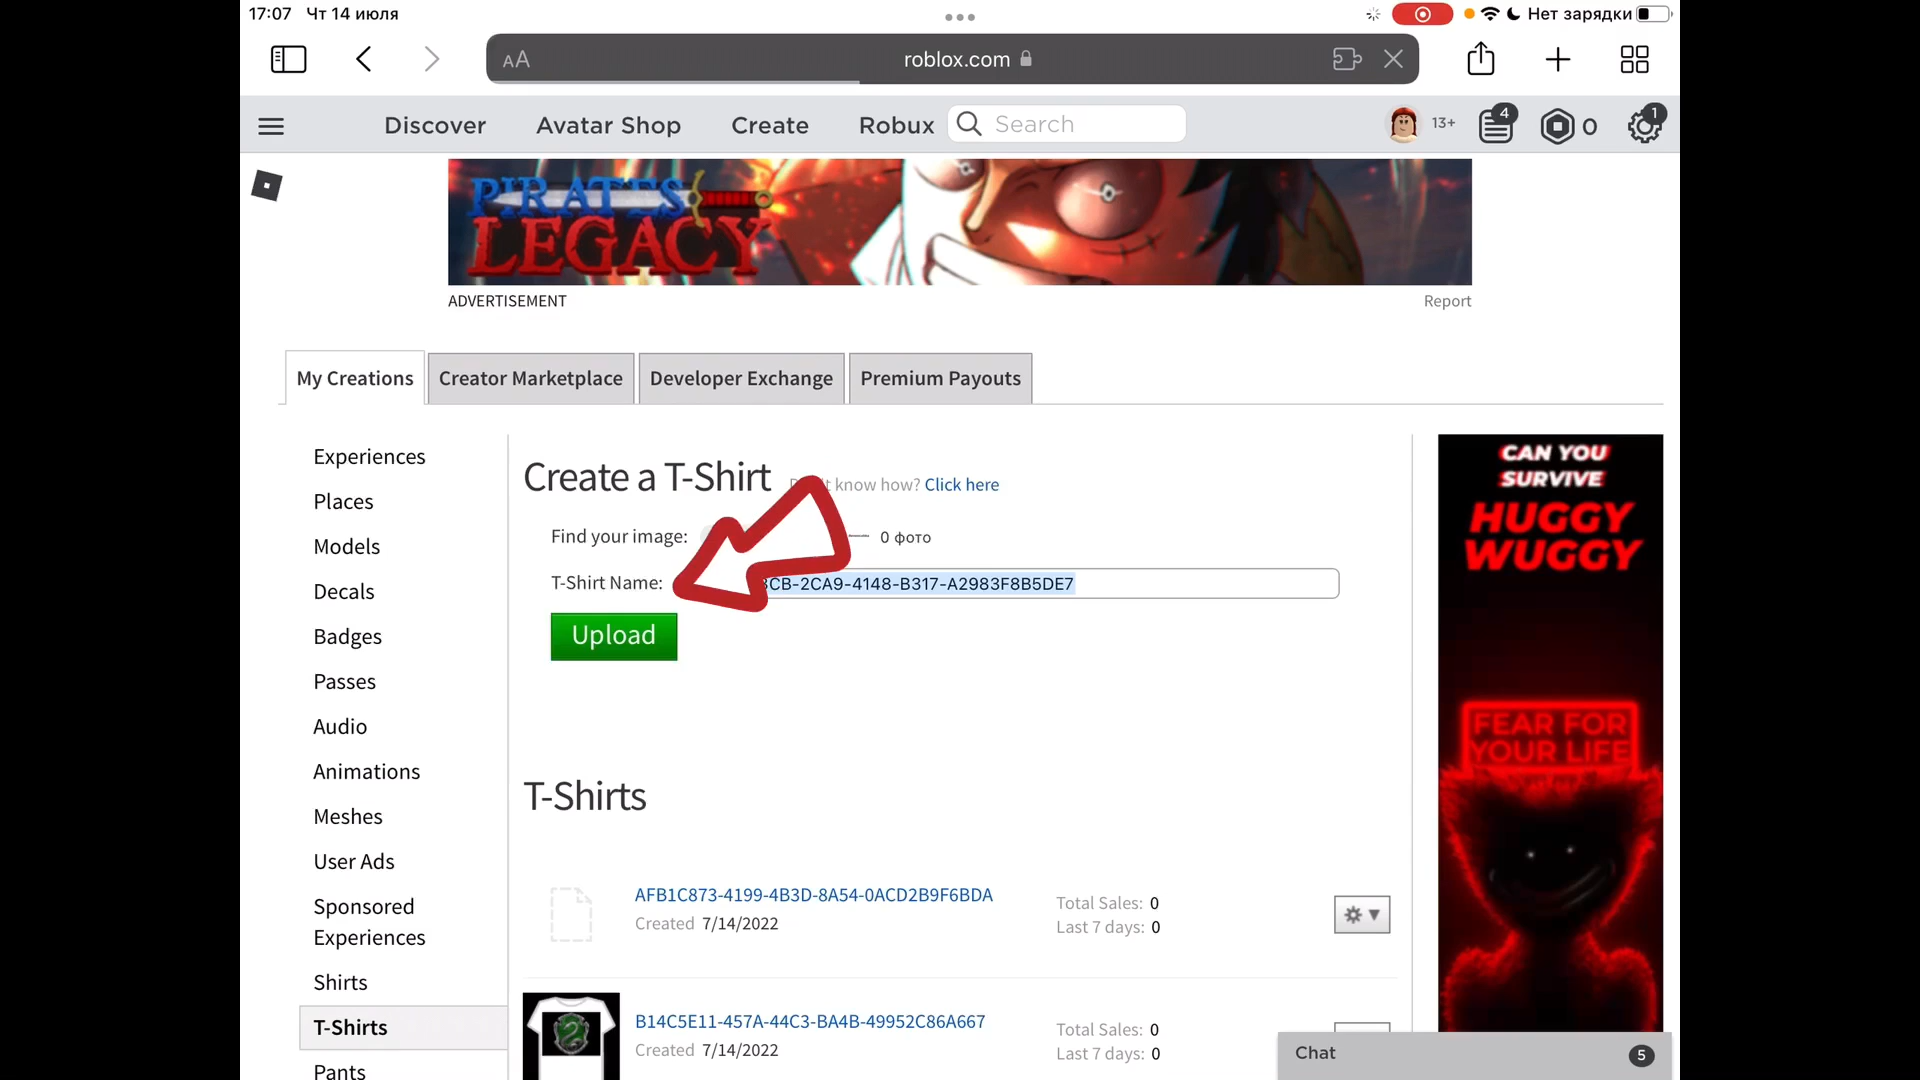 17:07 Чт 14 июля
Нет зарядки
AA roblox.com
Discover Avatar Shop Create Robux Search 13+ 4 0 1
PIRATES
LEGACY
ADVERTISEMENT Report
My Creations Creator Marketplace Developer Exchange Premium Payouts
Experiences
Places
Models
Decals
Badges
Passes
Audio
Animations
Meshes
User Ads
Sponsored
Experiences
Shirts
T-Shirts
Pants
Create a T-Shirt know how? Click here
Find your image: 0 фото
T-Shirt Name: CB-2CA9-4148-B317-A2983F8B5DE7
Upload
T-Shirts
AFB1C873-4199-4B3D-8A54-0ACD2B9F6BDA
Created 7/14/2022
Total Sales: 0
Last 7 days: 0
B14C5E11-457A-44C3-BA4B-49952C86A667
Created 7/14/2022
Total Sales: 0
Last 7 days: 0
CAN YOU
SURVIVE
HUGGY
WUGGY
FEAR FOR
YOUR LIFE
Chat 5